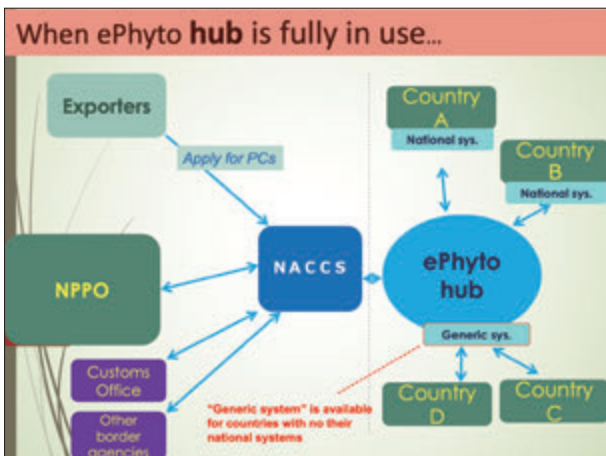 When ePhyto hub is fully in use...
Exporters
Apply for PCs
NPPO
NACCS
Customs
Office
Other
border
agencies
Country
A
National sys.
Country
B
National sys.
ePhyto
hub
Generic sys.
Country
D
Country
C
"Generic system" is available
for countries with no their
national systems